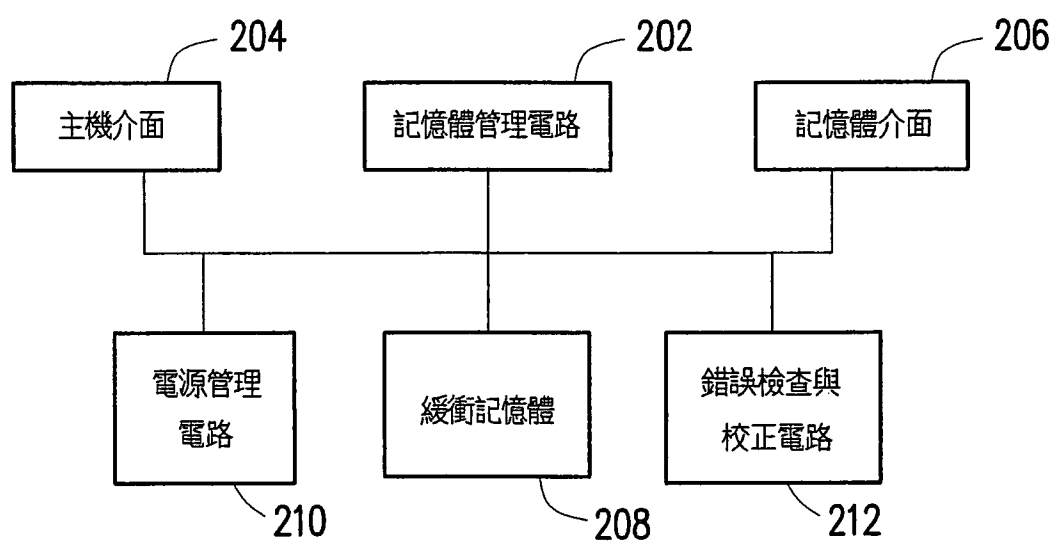 204
202
206
主機介面
記憶體管理電路
記憶體介面
電源管理
電路
緩衝記憶體
錯誤檢查與
校正電路
210
208
212